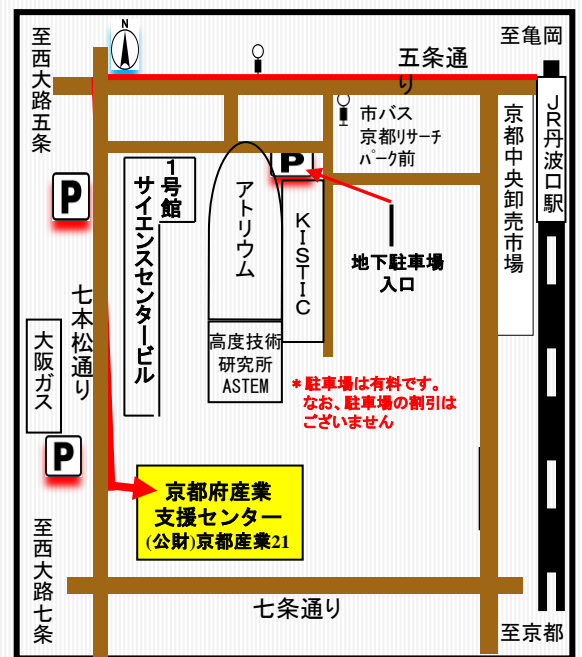 N
至亀岡
至西大路五条
五条通り
市バス
京都リサーチ
パーク前
京都中央卸売市場
JR丹波口駅
P
P
1号館
サイエンスセンタービル
アトリウム
KISTIC
地下駐車場
入口
七本松通り
大阪ガス
高度技術
研究所
ASTEM
*駐車場は有料です。
なお、駐車場の割引は
ございません
P
京都府産業
支援センター
(公財)京都産業21
至西大路七条
七条通り
至京都